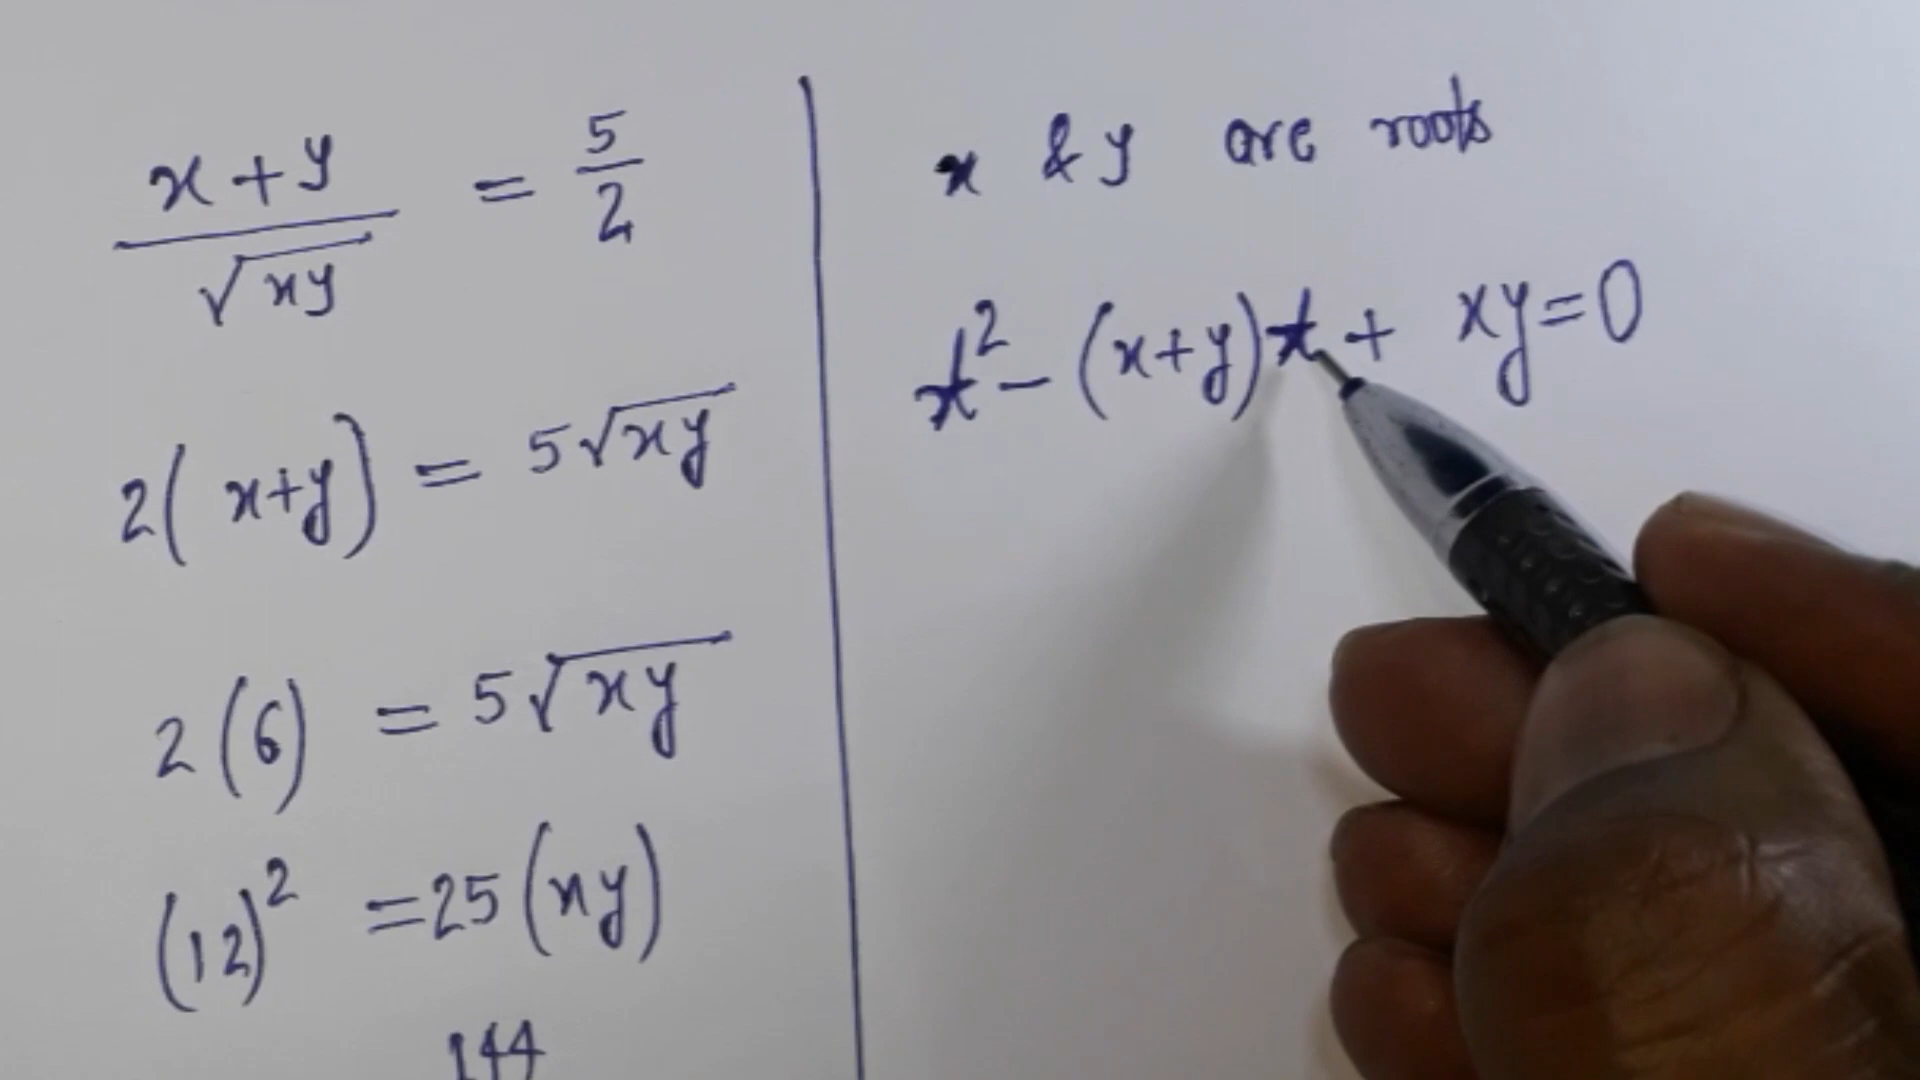 x+y/√xy = 5/2
2(x+y) = 5√xy
2(6) = 5√xy
(12)² =25(xy)
144
x & y are roots
t²-(x+y)t+ xy=0